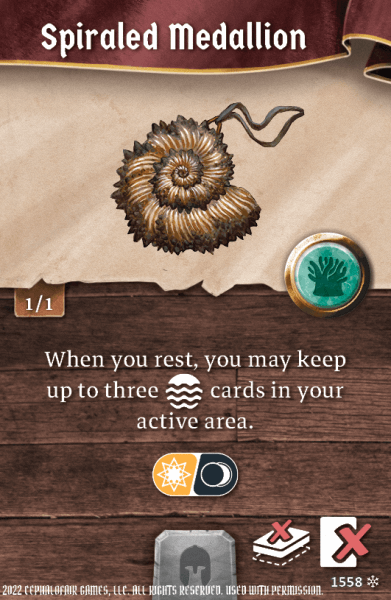 Spiraled Medallion
1/1
When you rest, you may keep
up to three cards in your
active area.
1558
2022 CEPHALOFAIR GAMES, LLC. ALL RIGHTS RESERVED. USED WITH PERMISSION.